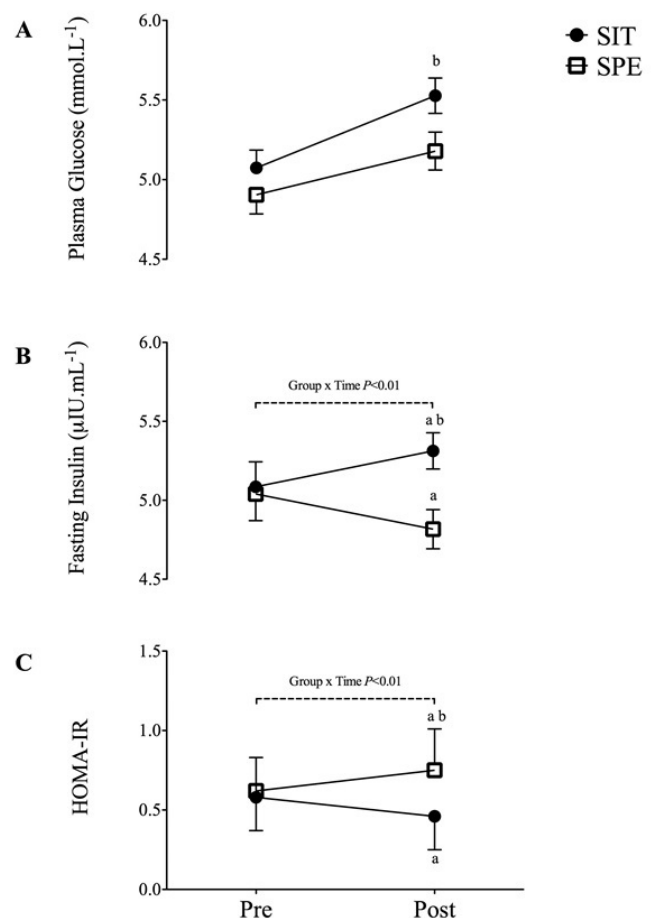 A
Plasma Glucose (mmol.L-1)
6.0
5.5
5.0
4.5
b
SIT
SPE
B
Fasting Insulin (µIU.mL-1)
6.0
5.5
5.0
4.5
Group x Time P<0.01
a b
a
C
HOMA-IR
1.5
1.0
0.5
0.0
Group x Time P<0.01
a b
a
Pre
Post